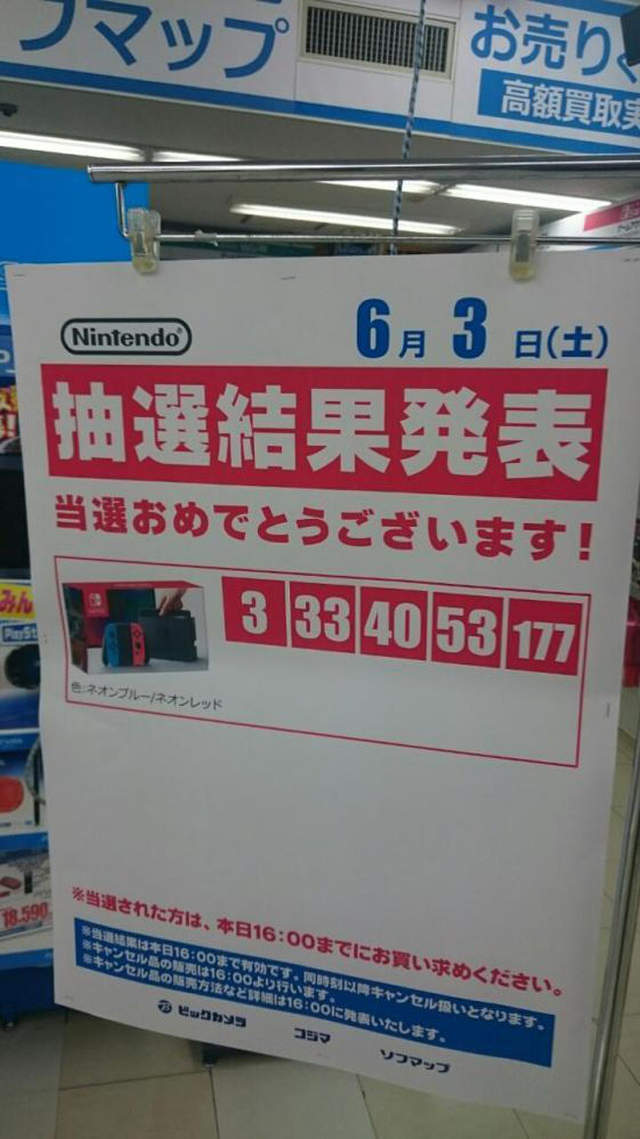 フマップ
お売りく
高額買取実
Nintendo
6月3日(土)
抽選結果発表
当選おめでとうございます!
3 33 40 53 177
色:ネオンブルー/ネオンレッド
※当選された方は、本日16:00までにお買い求めください。
※当選結果は本日16:00まで有効です。同時刻以降キャンセル扱いとなります。
※キャンセル品の販売は16:00より行います。
※キャンセル品の販売方法など詳細は16:00に発表いたします。
ビックカメラ コジマ ソフマップ
みん
PlaySt
18,590